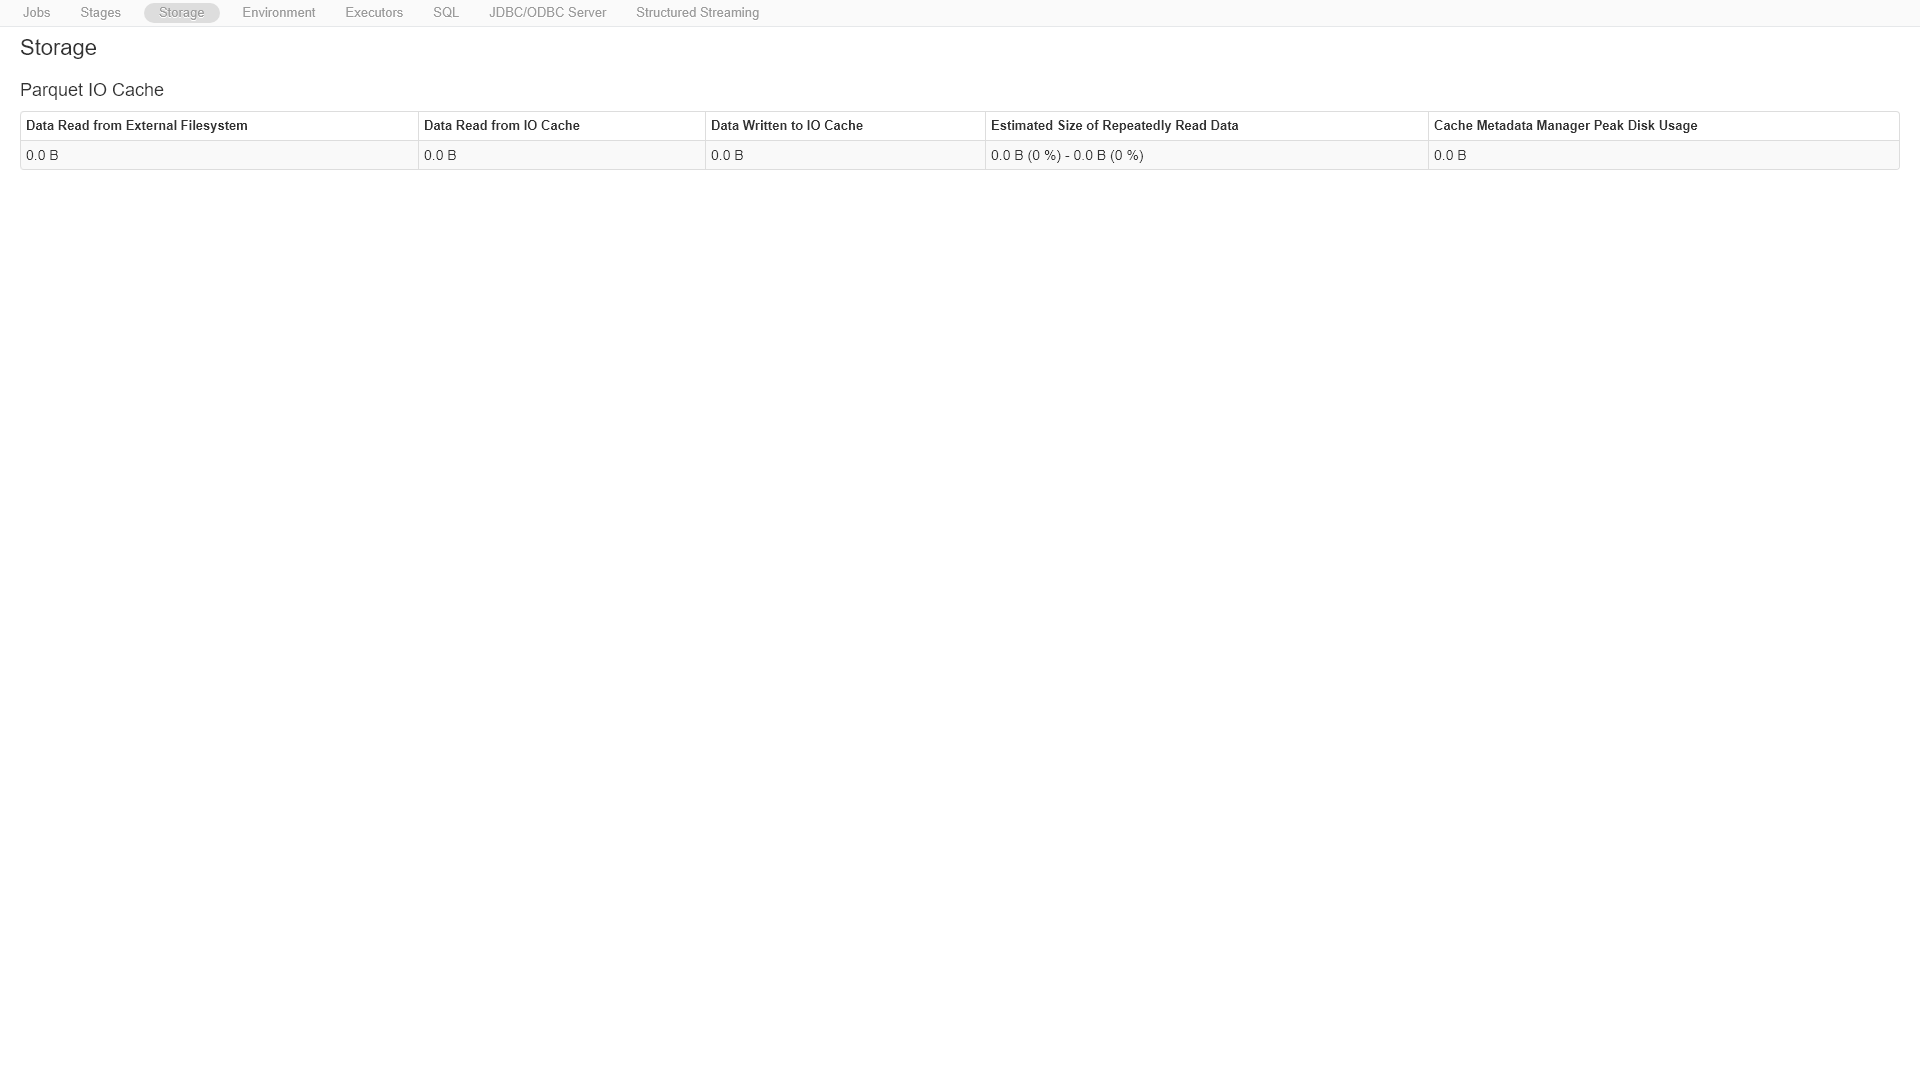 Jobs Stages Storage Environment Executors SQL JDBC/ODBC Server Structured Streaming
Storage
Parquet IO Cache
Data Read from External Filesystem Data Read from IO Cache Data Written to IO Cache Estimated Size of Repeatedly Read Data Cache Metadata Manager Peak Disk Usage
0.0 B 0.0 B 0.0 B 0.0 B (0 %) - 0.0 B (0 %) 0.0 B